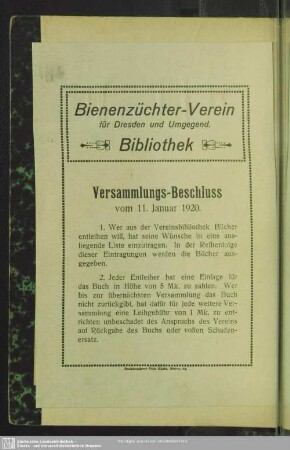 Bienenzüchter-Verein
für Dresden und Umgegend.
Bibliothek
Versammlungs-Beschluss
vom 11. Januar 1920.
1. Wer aus der Vereinsbibliothek Bücher
entleihen will, hat seine Wünsche in eine aus-
liegende Liste einzutragen. In der Reihenfolge
dieser Eintragungen werden die Bücher aus-
gegeben.
2. Jeder Entleiher hat eine Einlage für
das Buch in Höhe von 5 Mk. zu zahlen. Wer
bis zur übernächsten Versammlung das Buch
nicht zurückgibt, hat dafür für jede weitere Ver-
sammlung eine Leihgebühr von 1 Mk. zu ent-
richten unbeschadet des Anspruchs des Vereins
auf Rückgabe des Buchs oder vollen Schaden-
ersatz.